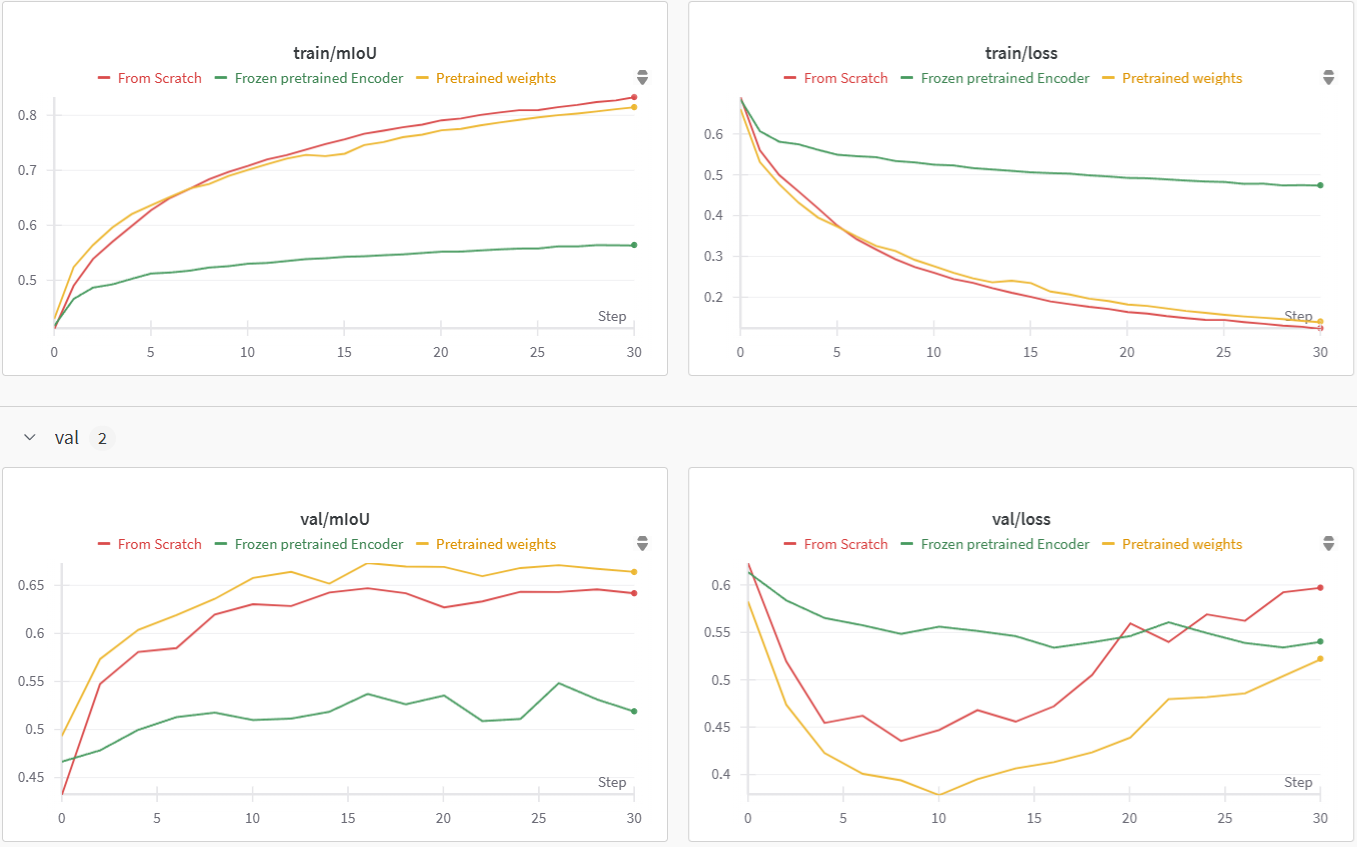 train/mIoU
From Scratch Frozen pretrained Encoder Pretrained weights
0.8
0.7
0.6
0.5
Step
0 5 10 15 20 25 30
train/loss
From Scratch Frozen pretrained Encoder Pretrained weights
0.6
0.5
0.4
0.3
0.2
Step
0 5 10 15 20 25 30
val 2
val/mIoU
From Scratch Frozen pretrained Encoder Pretrained weights
0.65
0.6
0.55
0.5
0.45
Step
0 5 10 15 20 25 30
val/loss
From Scratch Frozen pretrained Encoder Pretrained weights
0.6
0.55
0.5
0.45
0.4
Step
0 5 10 15 20 25 30